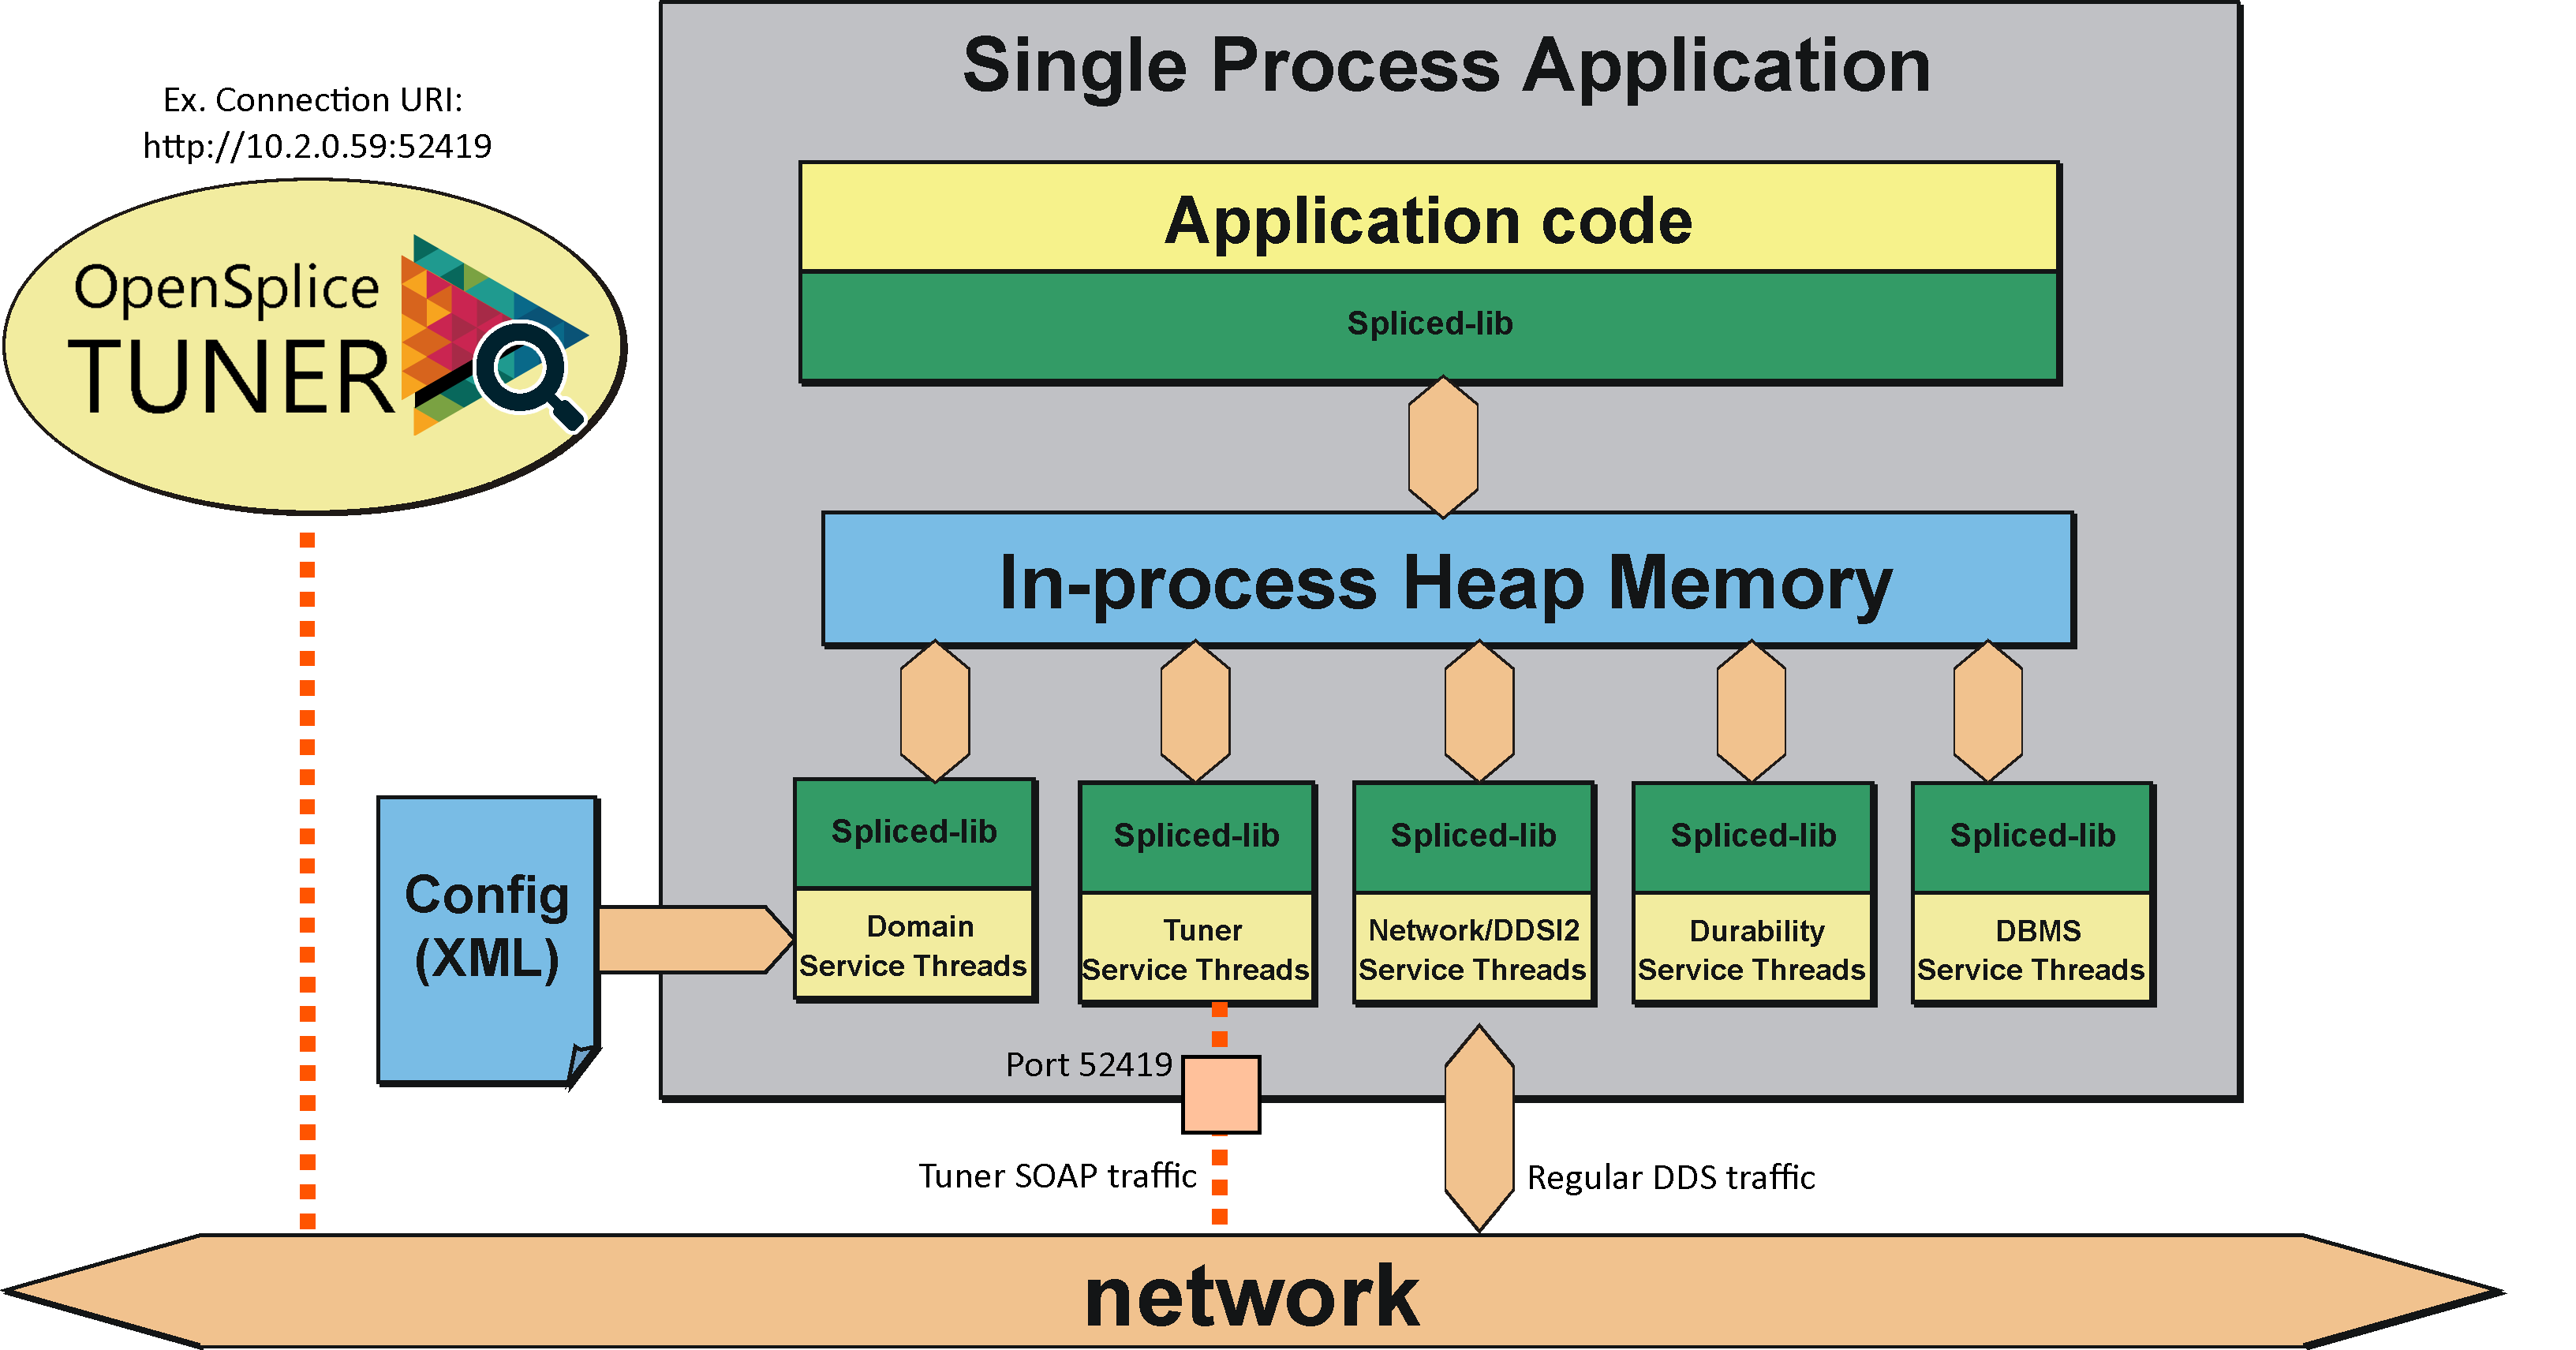 Single Process Application
Ex. Connection URI:
http://10.2.0.59:52419
OpenSplice
TUNER
Application code
Spliced-lib
In-process Heap Memory
Config
(XML)
Spliced-lib
Domain
Service Threads
Spliced-lib
Tuner
Service Threads
Spliced-lib
Network/DDSI2
Service Threads
Spliced-lib
Durability
Service Threads
Spliced-lib
DBMS
Service Threads
Port 52419
Tuner SOAP traffic
Regular DDS traffic
network